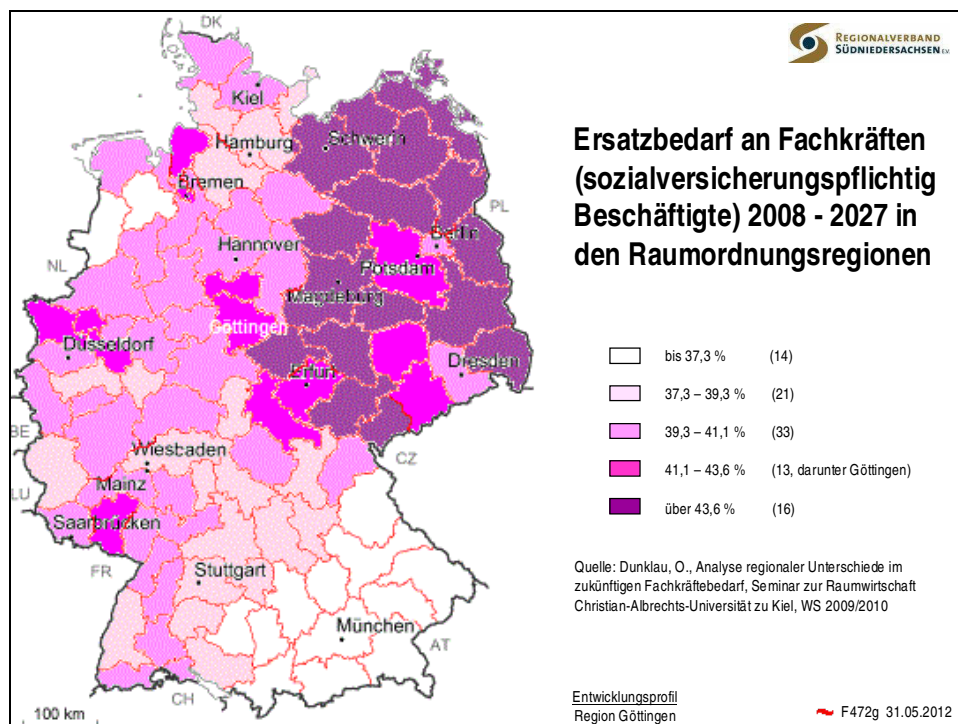 REGIONALVERBAND
SÜDNIEDERSACHSEN E.V.
Ersatzbedarf an Fachkräften
(sozialversicherungspflichtig
Beschäftigte) 2008 - 2027 in
den Raumordnungsregionen
bis 37,3 % (14)
37,3 – 39,3 % (21)
39,3 – 41,1 % (33)
41,1 – 43,6 % (13, darunter Göttingen)
über 43,6 % (16)
Quelle: Dunklau, O., Analyse regionaler Unterschiede im
zukünftigen Fachkräftebedarf, Seminar zur Raumwirtschaft
Christian-Albrechts-Universität zu Kiel, WS 2009/2010
Entwicklungsprofil
Region Göttingen
F472g 31.05.2012
DK
Kiel
Hamburg
Schwerin
Bremen
PL
Hannover
Berlin
NL
Potsdam
Magdeburg
Göttingen
Düsseldorf
Erfurt
Dresden
BE
Wiesbaden
CZ
LU
Mainz
Saarbrücken
FR
Stuttgart
München
AT
CH
100 km